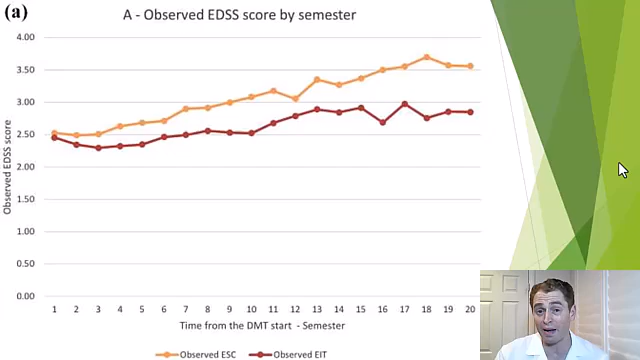 (a)
A - Observed EDSS score by semester
4.00
3.50
3.00
2.50
2.00
1.50
1.00
0.50
0.00
Observed EDSS score
1 2 3 4 5 6 7 8 9 10 11 12 13 14 15 16 17 18 19 20
Time from the DMT start - Semester
Observed ESC Observed EIT